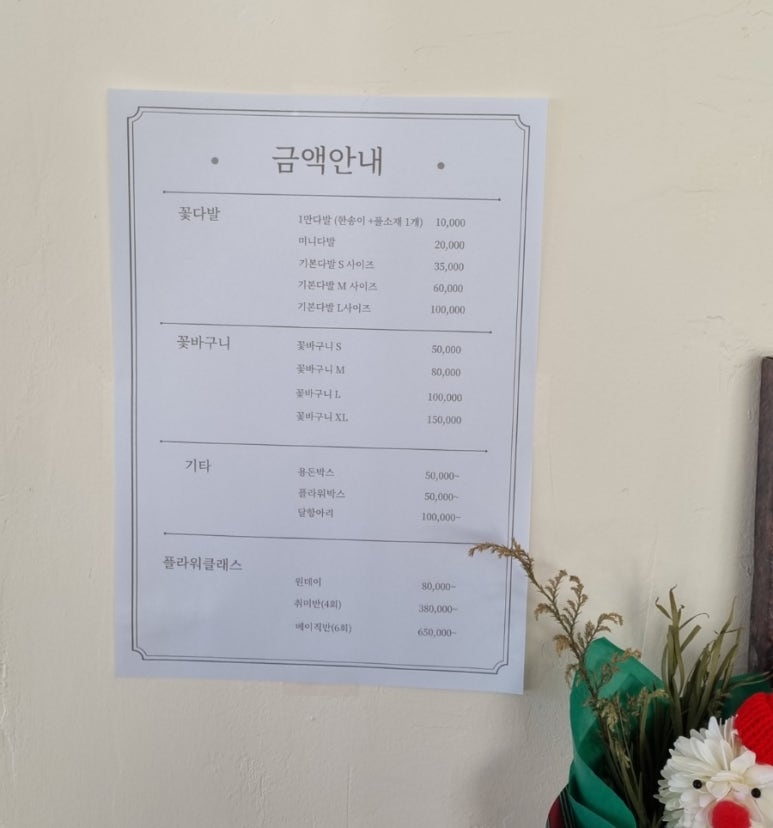 금액안내
꽃다발
1만다발 (한송이 +풀소재 1개) 10,000
미니다발 20,000
기본다발 S 사이즈 35,000
기본다발 M 사이즈 60,000
기본다발 L사이즈 100,000
꽃바구니
꽃바구니 S 50,000
꽃바구니 M 80,000
꽃바구니 L 100,000
꽃바구니 XL 150,000
기타
용돈박스 50,000~
플라워박스 50,000~
달항아리 100,000~
플라워클래스
원데이 80,000~
취미반(4회) 380,000~
베이직반(6회) 650,000~